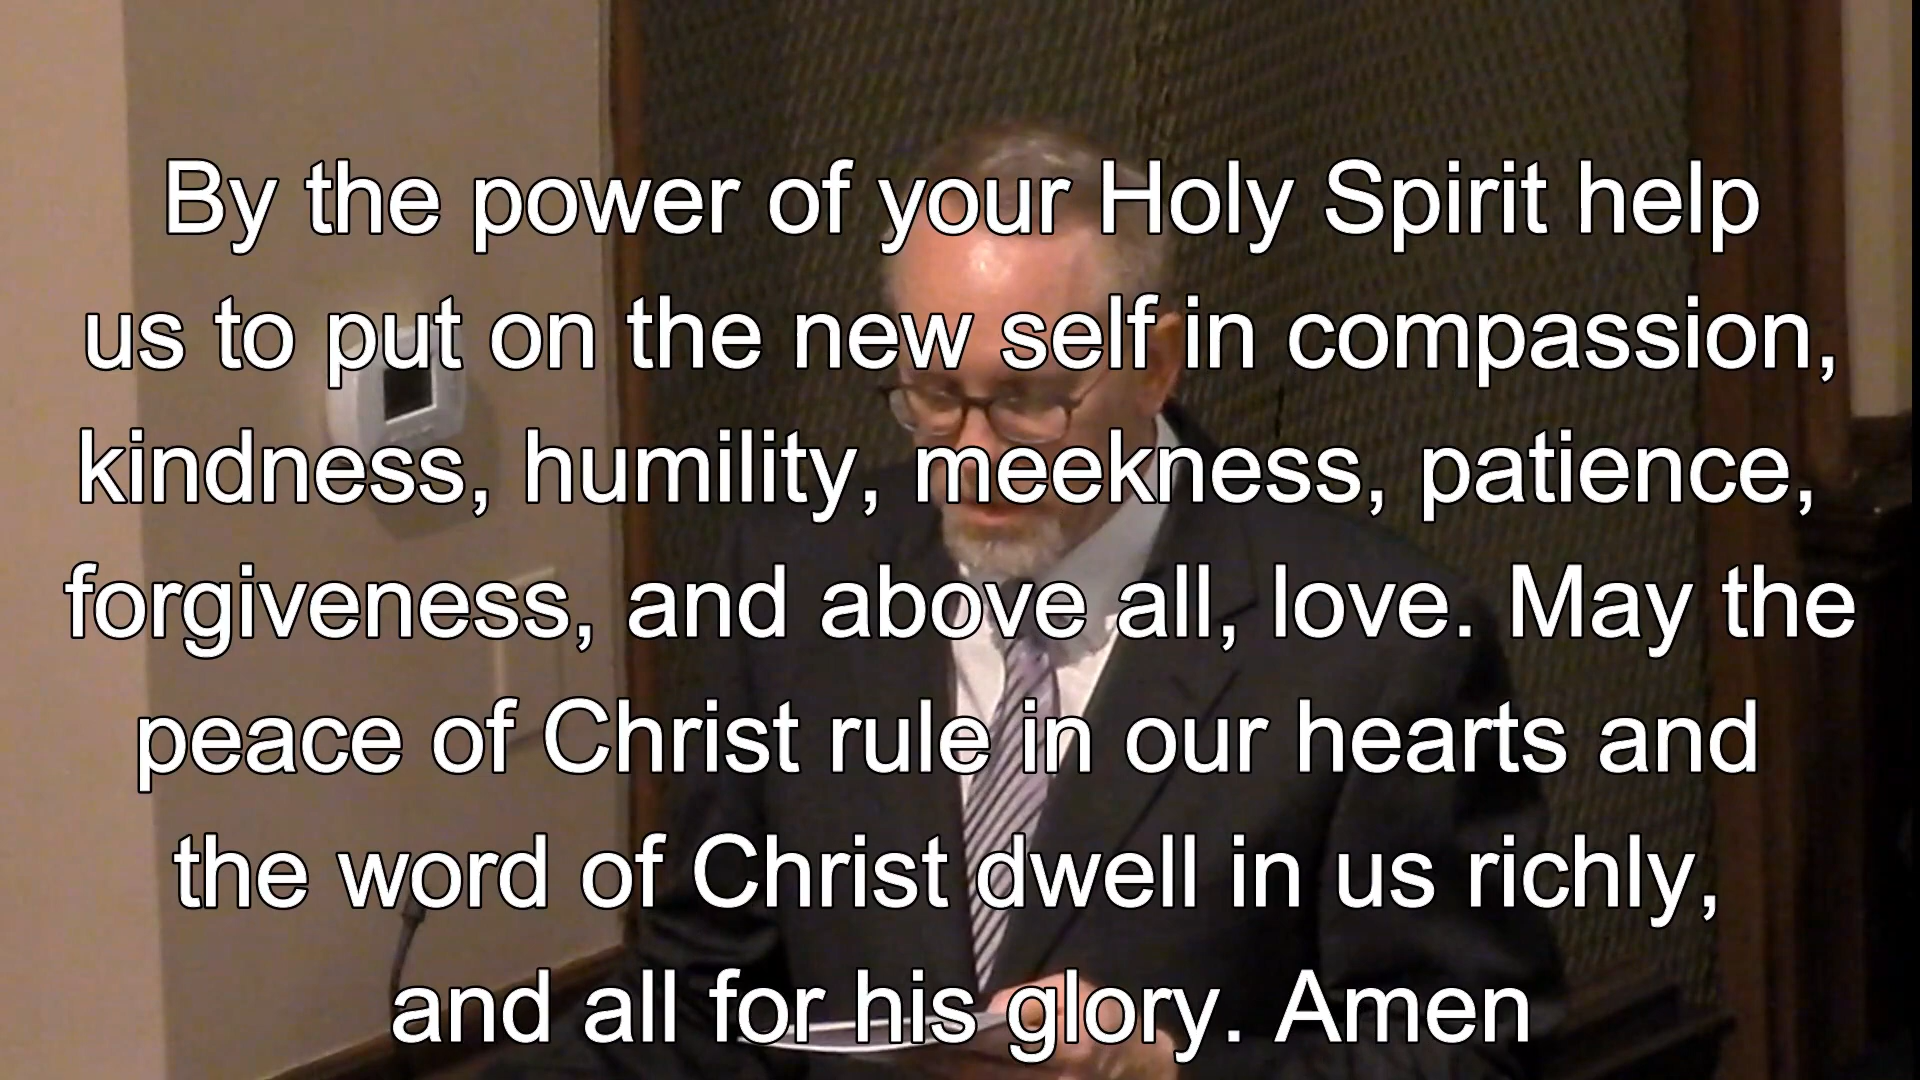 By the power of your Holy Spirit help
us to put on the new self in compassion,
kindness, humility, meekness, patience,
forgiveness, and above all, love. May the
peace of Christ rule in our hearts and
the word of Christ dwell in us richly,
and all for his glory. Amen